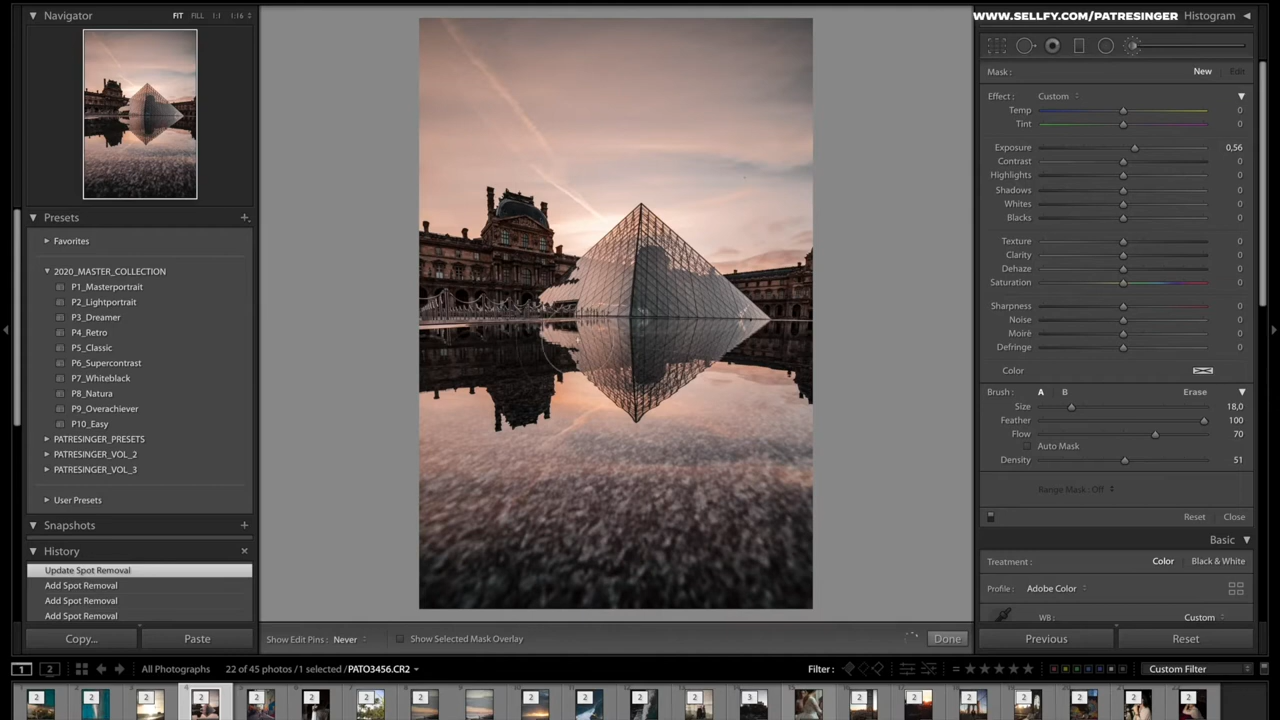 Navigator
FIT FILL 1:1 1:16
WWW.SELLFY.COM/PATRESINGER Histogram
Presets
Favorites
2020_MASTER_COLLECTION
P1_Masterportrait
P2_Lightportrait
P3_Dreamer
P4_Retro
P5_Classic
P6_Supercontrast
P7_Whiteblack
P8_Natura
P9_Overachiever
P10_Easy
PATRESINGER_PRESETS
PATRESINGER_VOL_2
PATRESINGER_VOL_3
User Presets
Snapshots
History
Update Spot Removal
Add Spot Removal
Add Spot Removal
Add Spot Removal
Copy... Paste
Show Edit Pins: Never
Show Selected Mask Overlay
Done
Mask: New Edit
Effect: Custom
Temp 0
Tint 0
Exposure 0,56
Contrast 0
Highlights 0
Shadows 0
Whites 0
Blacks 0
Texture 0
Clarity 0
Dehaze 0
Saturation 0
Sharpness 0
Noise 0
Moiré 0
Defringe 0
Color
Brush: A B Erase
Size 18,0
Feather 100
Flow 70
Auto Mask
Density 51
Range Mask: Off
Reset Close
Basic
Treatment: Color Black & White
Profile: Adobe Color
WB: Custom
Previous Reset
1 2 All Photographs 22 of 45 photos /1 selected /PATO3456.CR2
Filter: Custom Filter